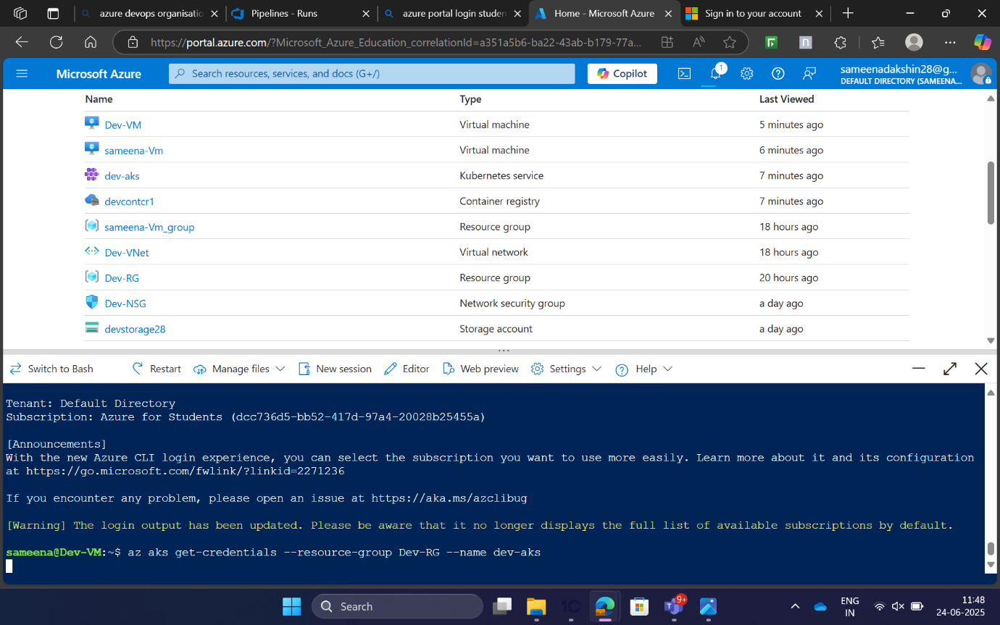 azure devops organisatio
Pipelines - Runs
azure portal login studen
Home - Microsoft Azure
Sign in to your account
https://portal.azure.com/?Microsoft_Azure_Education_correlationId=a351a5b6-ba22-43ab-b179-77a...
Microsoft Azure
Search resources, services, and docs (G+/)
Copilot
1
sameenadakshin28@g...
DEFAULT DIRECTORY (SAMEENA...
Name Type Last Viewed
Dev-VM Virtual machine 5 minutes ago
sameena-Vm Virtual machine 6 minutes ago
dev-aks Kubernetes service 7 minutes ago
devcontcr1 Container registry 7 minutes ago
sameena-Vm_group Resource group 18 hours ago
Dev-VNet Virtual network 18 hours ago
Dev-RG Resource group 20 hours ago
Dev-NSG Network security group a day ago
devstorage28 Storage account a day ago
Switch to Bash Restart Manage files New session Editor Web preview Settings Help
Tenant: Default Directory
Subscription: Azure for Students (dcc736d5-bb52-417d-97a4-20028b25455a)
[Announcements]
With the new Azure CLI login experience, you can select the subscription you want to use more easily. Learn more about it and its configuration
at https://go.microsoft.com/fwlink/?linkid=2271236
If you encounter any problem, please open an issue at https://aka.ms/azclibug
[Warning] The login output has been updated. Please be aware that it no longer displays the full list of available subscriptions by default.
sameena@Dev-VM:~$ az aks get-credentials --resource-group Dev-RG --name dev-aks
Search
9+
ENG
IN
11:48
24-06-2025